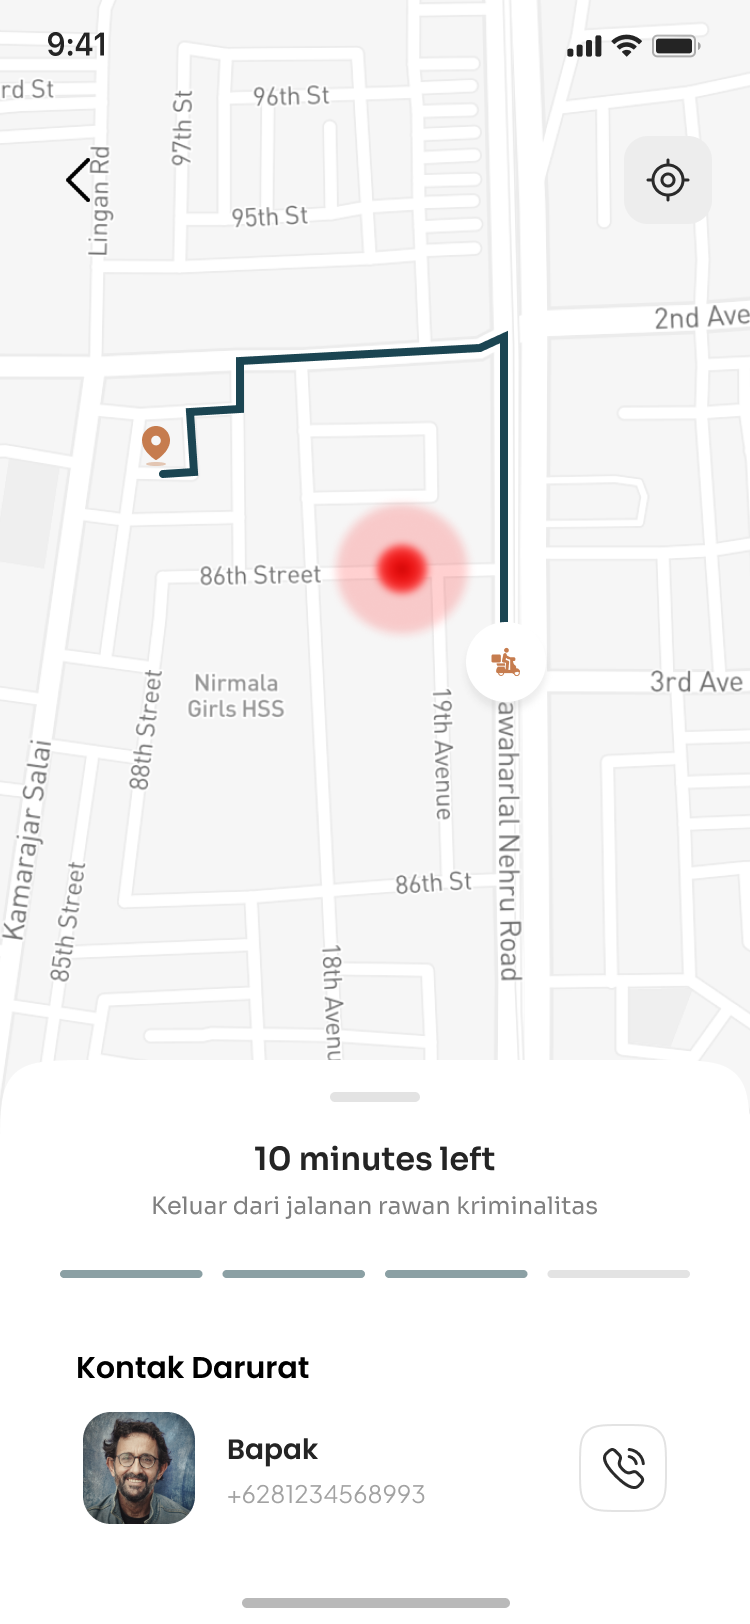 9:41
rd St
96th St
97th St
Lingan Rd
95th St
2nd Ave
86th Street
Nirmala
Girls HSS
3rd Ave
88th Street
19th Avenue
awaharlal Nehru Road
Kamarajar Salai
85th Street
86th St
18th Avenu
10 minutes left
Keluar dari jalanan rawan kriminalitas
Kontak Darurat
Bapak
+6281234568993